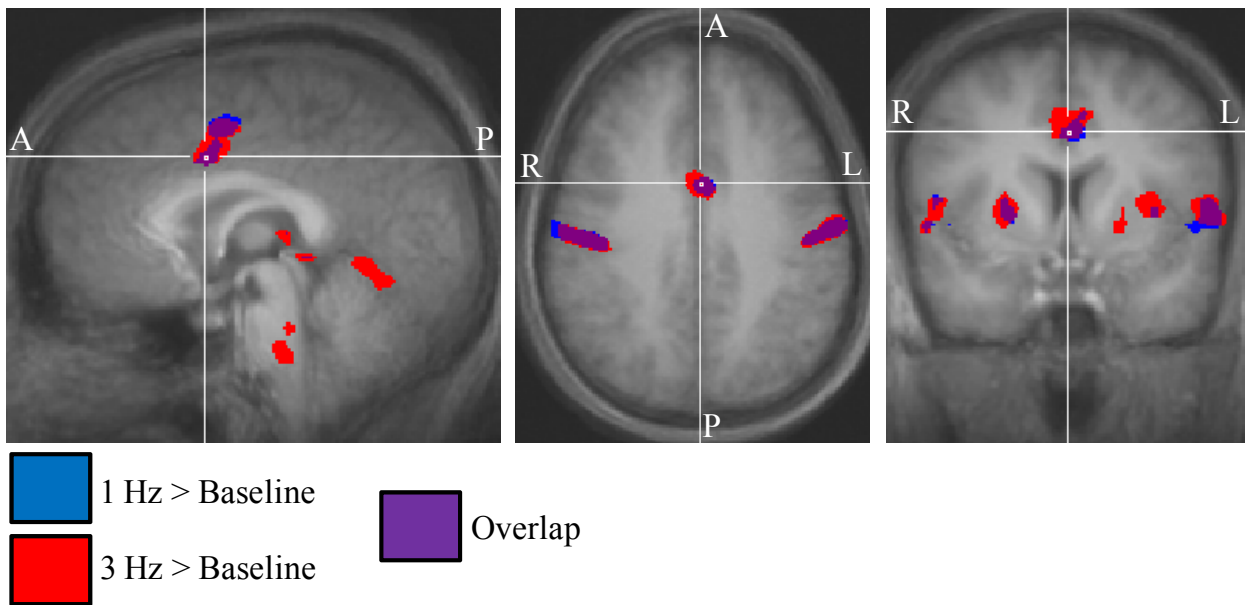 A P
A R L P
R L
1 Hz > Baseline
3 Hz > Baseline
Overlap